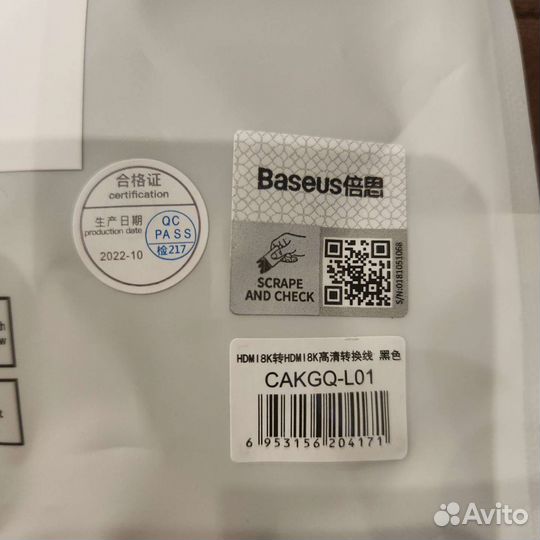 合格证
certification
生产日期
production date
2022-10
QC
PASS
检217
Baseus倍思
SCRAPE
AND CHECK
S/N:0181051068
HDMI8K转HDMI8K高清转换线 黑色
CAKGQ-L01
6 953156 204171
Avito